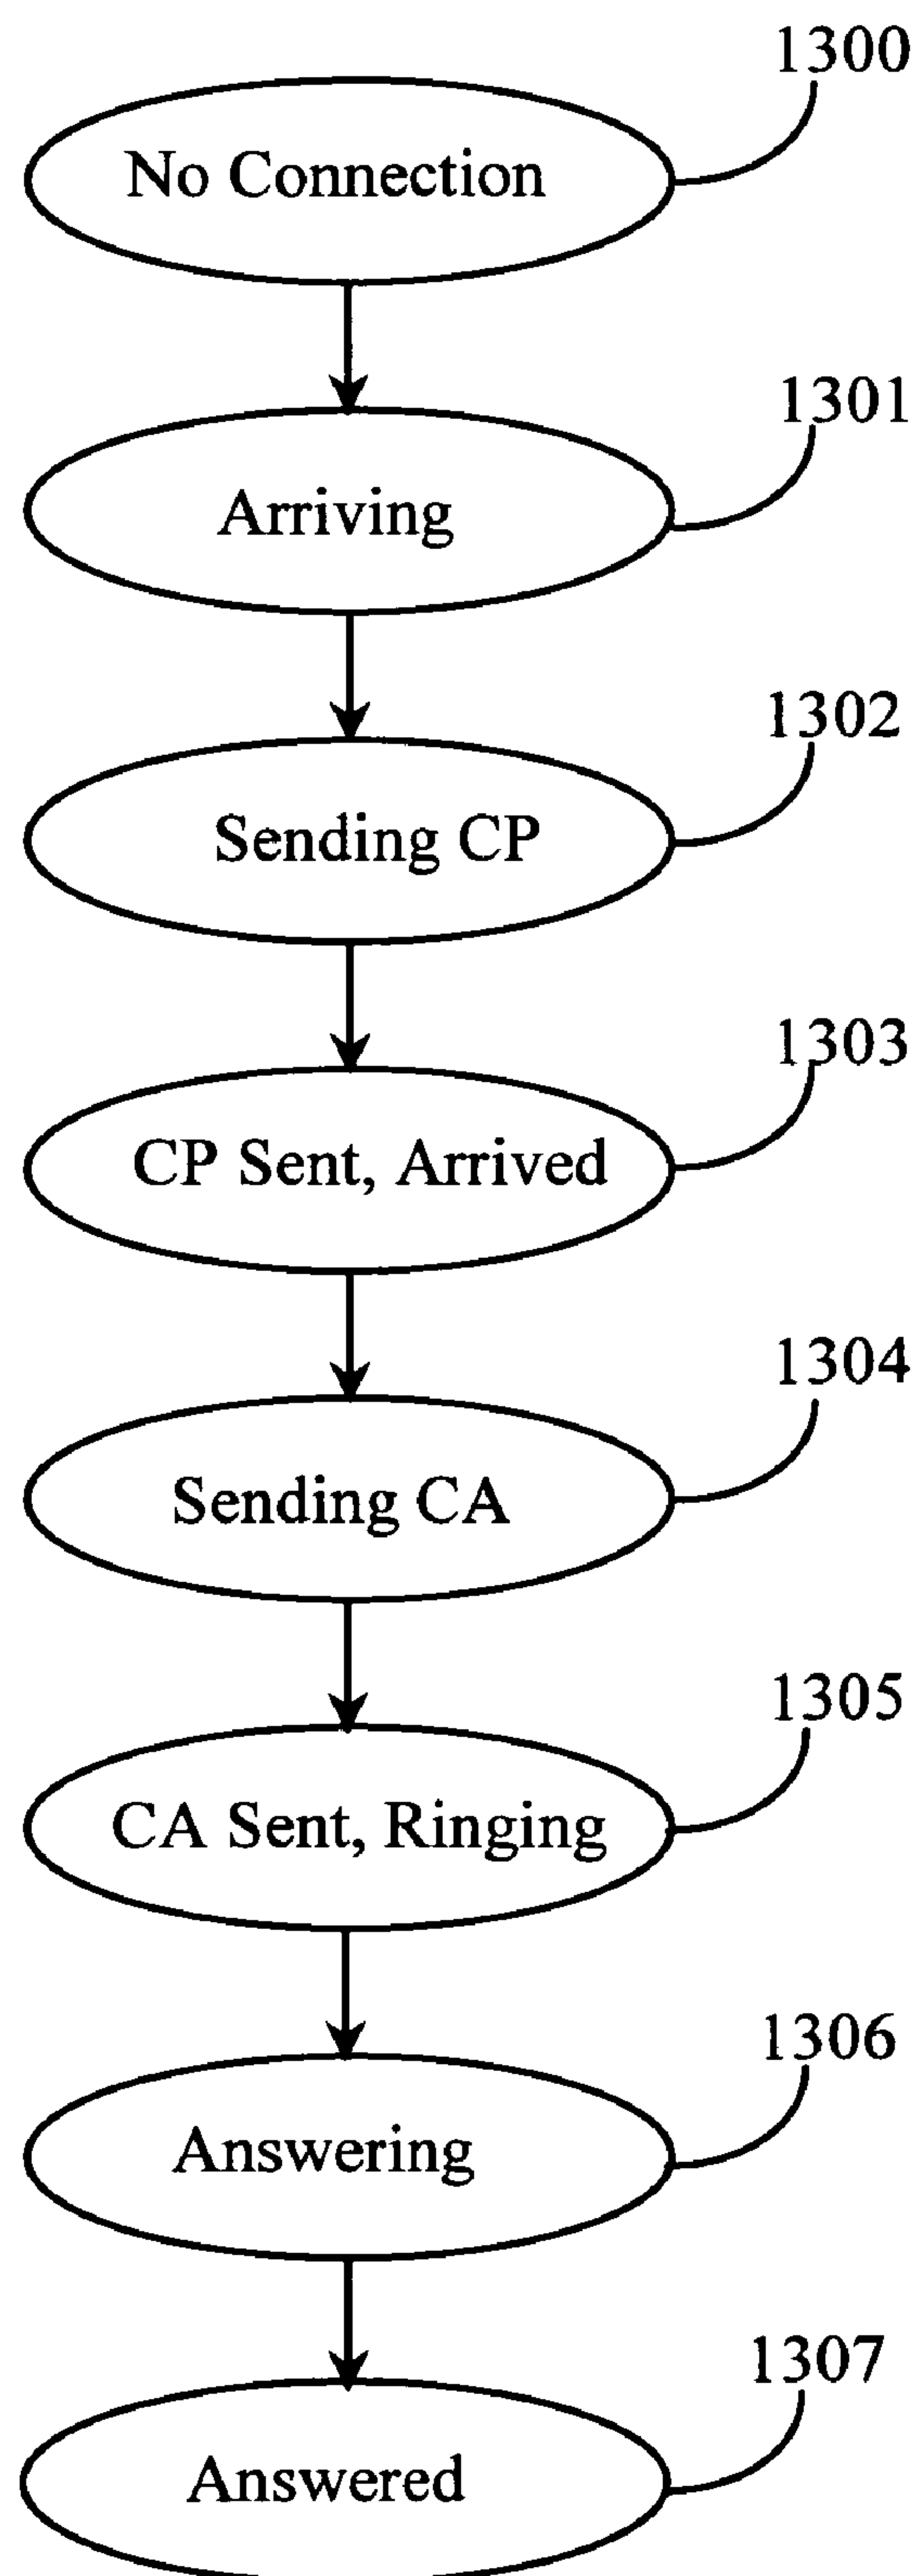 1300
No Connection
1301
Arriving
1302
Sending CP
1303
CP Sent, Arrived
1304
Sending CA
1305
CA Sent, Ringing
1306
Answering
1307
Answered